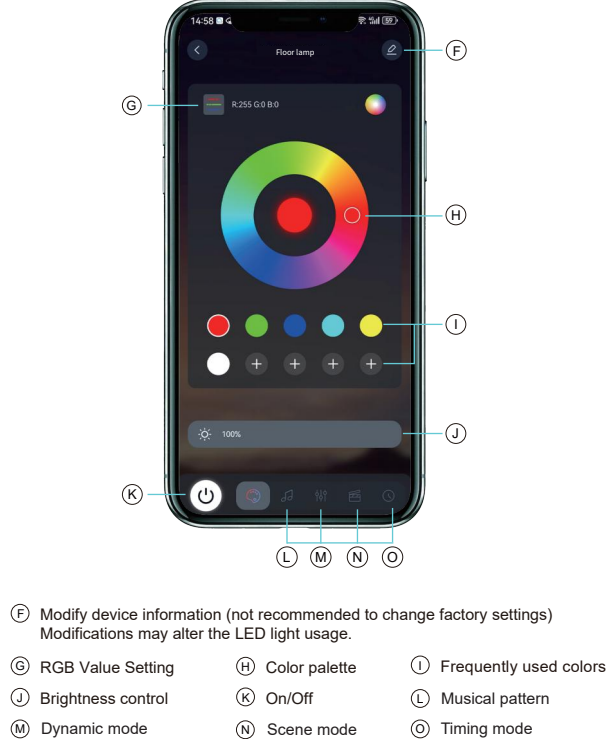 14:58 59
Floor lamp
F
G
R:255 G:0 B:0
H
I
J
100%
K
L M N O
F Modify device information (not recommended to change factory settings)
Modifications may alter the LED light usage.
G RGB Value Setting H Color palette I Frequently used colors
J Brightness control K On/Off L Musical pattern
M Dynamic mode N Scene mode O Timing mode